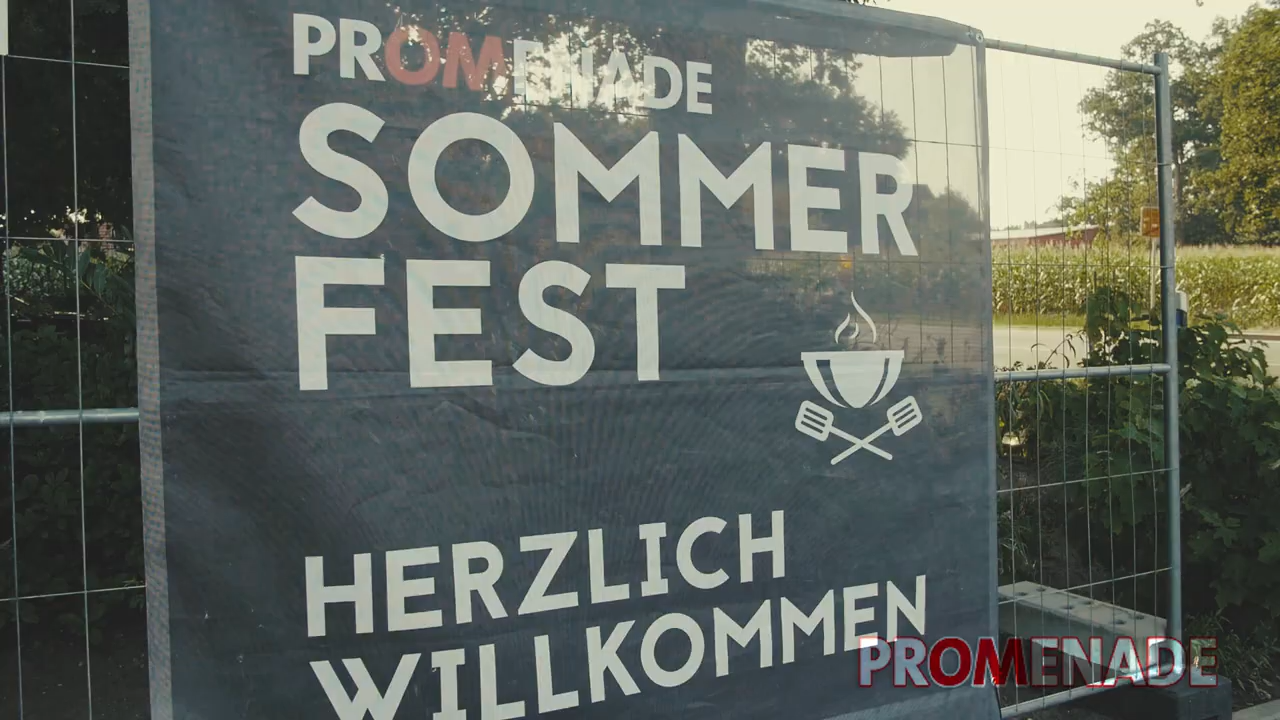 PROMENADE
SOMMER
FEST
HERZLICH
WILLKOMMEN
PROMENADE